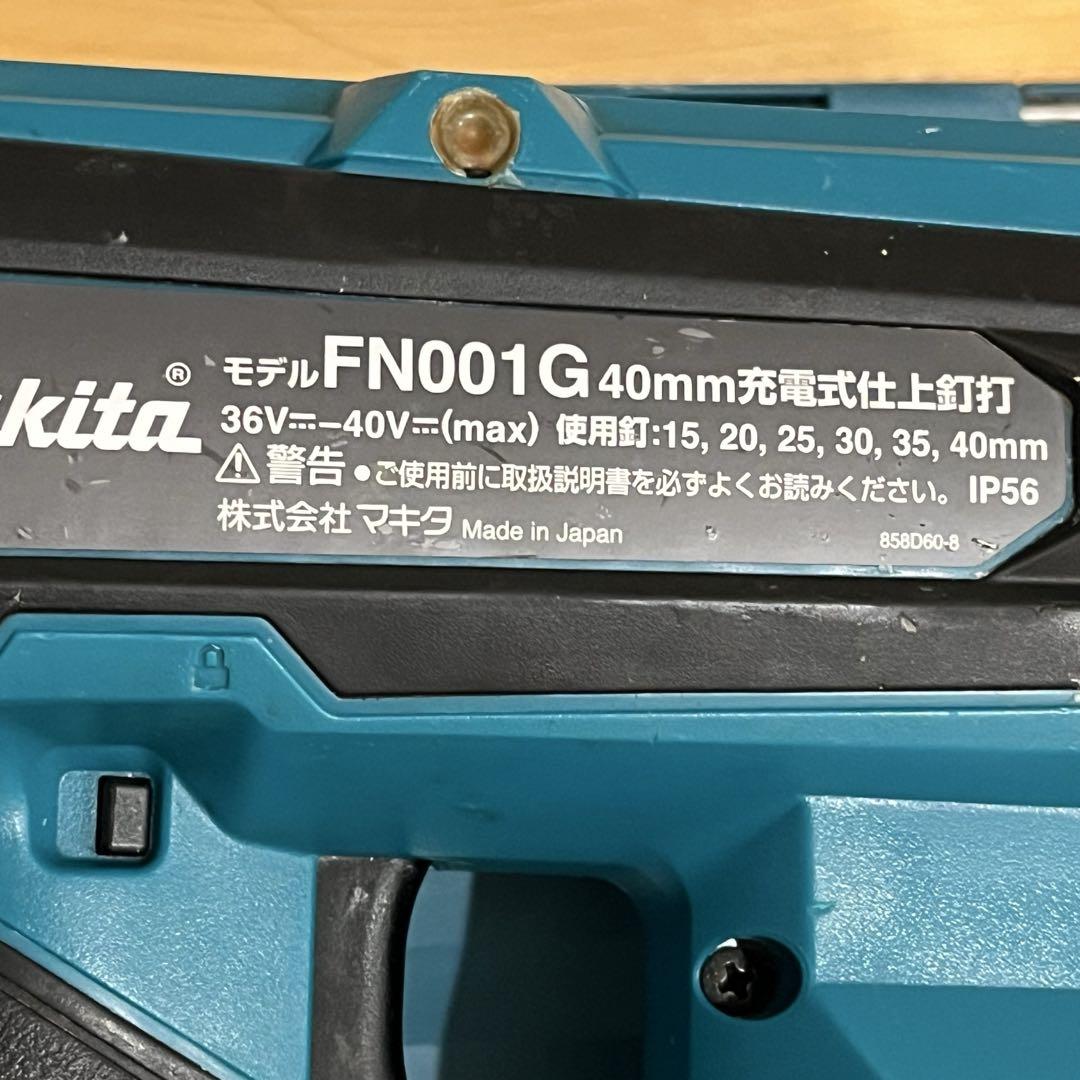 kita®
モデルFN001G 40mm充電式仕上釘打
36V⎓-40V⎓(max) 使用釘:15, 20, 25, 30, 35, 40mm
⚠警告 ●ご使用前に取扱説明書を必ずよくお読みください。 IP56
株式会社 マキタ Made in Japan 858D60-8